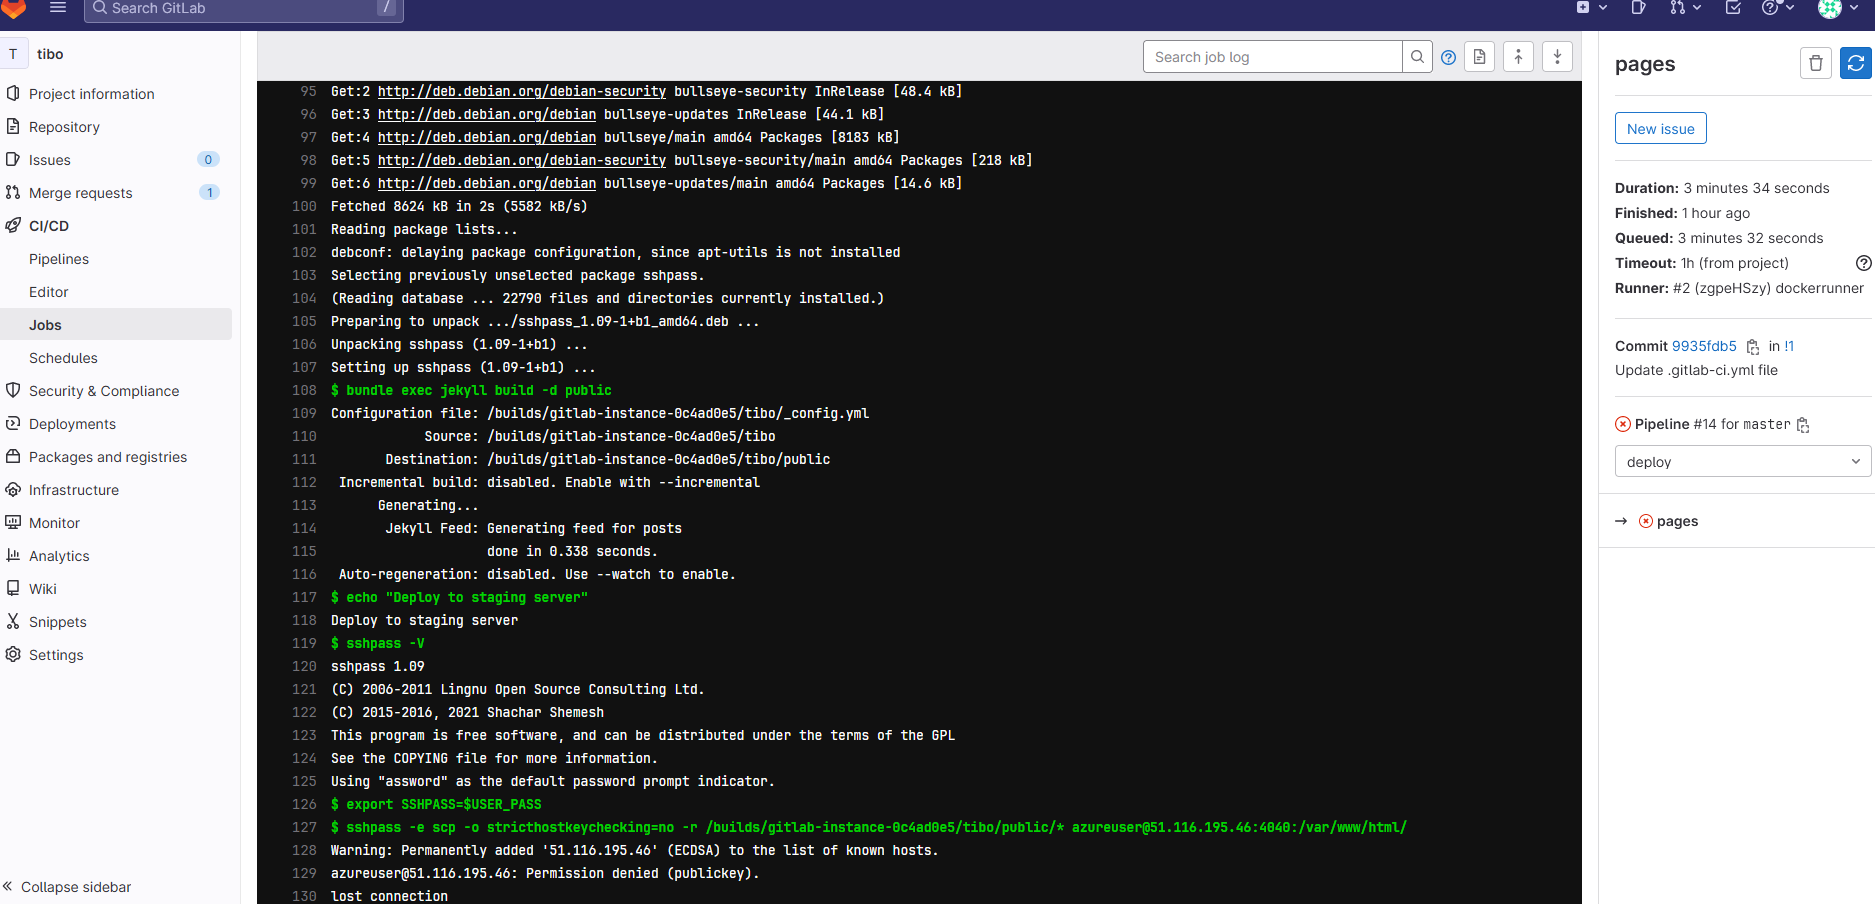 Search GitLab
/
T tibo
Project information
Repository
Issues 0
Merge requests 1
CI/CD
Pipelines
Editor
Jobs
Schedules
Security & Compliance
Deployments
Packages and registries
Infrastructure
Monitor
Analytics
Wiki
Snippets
Settings
Collapse sidebar
Search job log
95 Get:2 http://deb.debian.org/debian-security bullseye-security InRelease [48.4 kB]
96 Get:3 http://deb.debian.org/debian bullseye-updates InRelease [44.1 kB]
97 Get:4 http://deb.debian.org/debian bullseye/main amd64 Packages [8183 kB]
98 Get:5 http://deb.debian.org/debian-security bullseye-security/main amd64 Packages [218 kB]
99 Get:6 http://deb.debian.org/debian bullseye-updates/main amd64 Packages [14.6 kB]
100 Fetched 8624 kB in 2s (5582 kB/s)
101 Reading package lists...
102 debconf: delaying package configuration, since apt-utils is not installed
103 Selecting previously unselected package sshpass.
104 (Reading database ... 22790 files and directories currently installed.)
105 Preparing to unpack .../sshpass_1.09-1+b1_amd64.deb ...
106 Unpacking sshpass (1.09-1+b1) ...
107 Setting up sshpass (1.09-1+b1) ...
108 $ bundle exec jekyll build -d public
109 Configuration file: /builds/gitlab-instance-0c4ad0e5/tibo/_config.yml
110 Source: /builds/gitlab-instance-0c4ad0e5/tibo
111 Destination: /builds/gitlab-instance-0c4ad0e5/tibo/public
112 Incremental build: disabled. Enable with --incremental
113 Generating...
114 Jekyll Feed: Generating feed for posts
115 done in 0.338 seconds.
116 Auto-regeneration: disabled. Use --watch to enable.
117 $ echo "Deploy to staging server"
118 Deploy to staging server
119 $ sshpass -V
120 sshpass 1.09
121 (C) 2006-2011 Lingnu Open Source Consulting Ltd.
122 (C) 2015-2016, 2021 Shachar Shemesh
123 This program is free software, and can be distributed under the terms of the GPL
124 See the COPYING file for more information.
125 Using "assword" as the default password prompt indicator.
126 $ export SSHPASS=$USER_PASS
127 $ sshpass -e scp -o stricthostkeychecking=no -r /builds/gitlab-instance-0c4ad0e5/tibo/public/* azureuser@51.116.195.46:4040:/var/www/html/
128 Warning: Permanently added '51.116.195.46' (ECDSA) to the list of known hosts.
129 azureuser@51.116.195.46: Permission denied (publickey).
130 lost connection
pages
New issue
Duration: 3 minutes 34 seconds
Finished: 1 hour ago
Queued: 3 minutes 32 seconds
Timeout: 1h (from project)
Runner: #2 (zgpeHSzy) dockerrunner
Commit 9935fdb5 in !1
Update .gitlab-ci.yml file
Pipeline #14 for master
deploy
→ pages